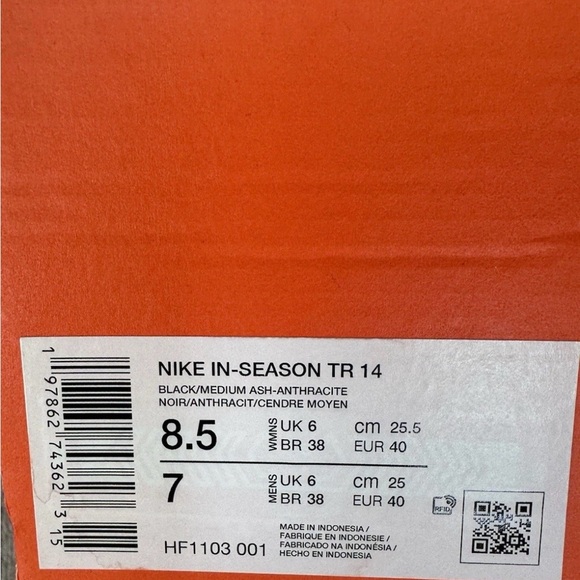 NIKE IN-SEASON TR 14
BLACK/MEDIUM ASH-ANTHRACITE
NOIR/ANTHRACIT/CENDRE MOYEN
8.5 WMNS UK 6 cm 25.5
BR 38 EUR 40
7 MENS UK 6 cm 25
BR 38 EUR 40
RFID
MADE IN INDONESIA /
FABRIQUE EN INDONESIE /
FABRICADO NA INDONÉSIA /
HECHO EN INDONESIA
HF1103 001
1 97862 74362 3 15